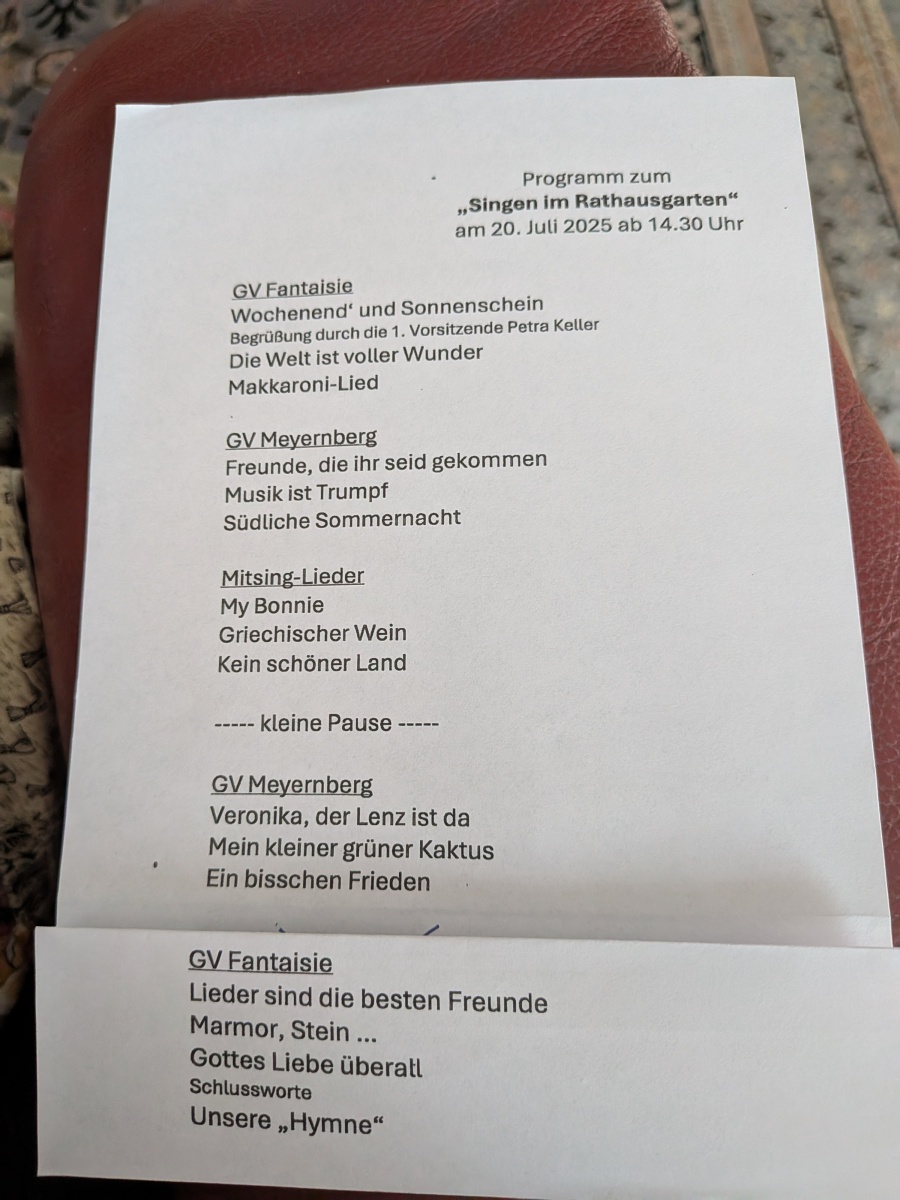 Programm zum
„Singen im Rathausgarten“
am 20. Juli 2025 ab 14.30 Uhr
GV Fantaisie
Wochenend‘ und Sonnenschein
Begrüßung durch die 1. Vorsitzende Petra Keller
Die Welt ist voller Wunder
Makkaroni-Lied
GV Meyernberg
Freunde, die ihr seid gekommen
Musik ist Trumpf
Südliche Sommernacht
Mitsing-Lieder
My Bonnie
Griechischer Wein
Kein schöner Land
----- kleine Pause -----
GV Meyernberg
Veronika, der Lenz ist da
Mein kleiner grüner Kaktus
Ein bisschen Frieden
GV Fantaisie
Lieder sind die besten Freunde
Marmor, Stein ...
Gottes Liebe überall
Schlussworte
Unsere „Hymne“